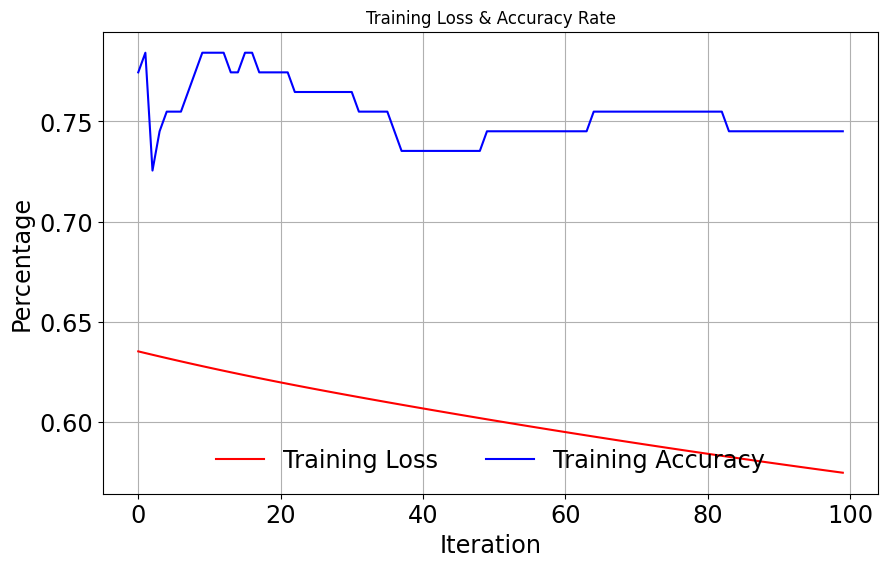 Training Loss & Accuracy Rate
Percentage
0.75
0.70
0.65
0.60
Training Loss Training Accuracy
0 20 40 60 80 100
Iteration